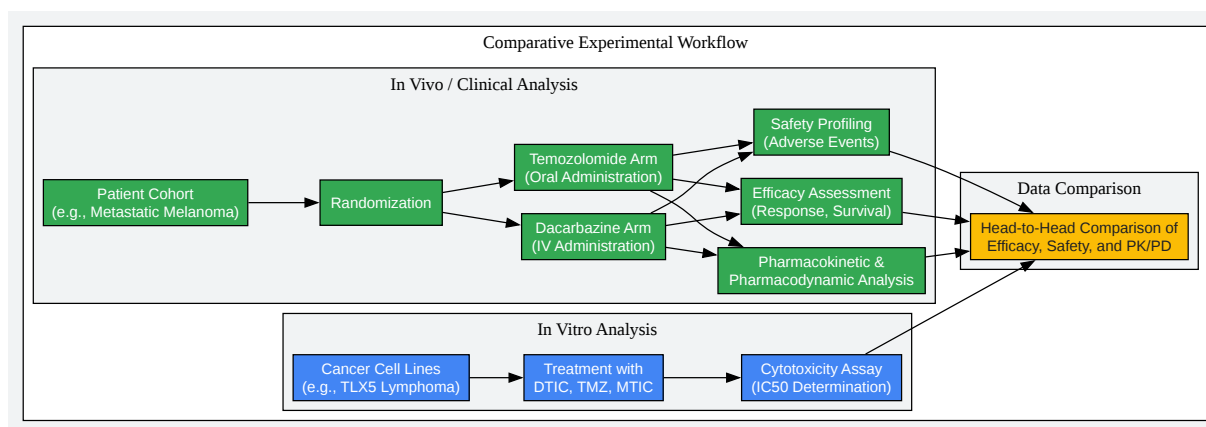 Comparative Experimental Workflow
In Vivo / Clinical Analysis
Patient Cohort
(e.g., Metastatic Melanoma)
Randomization
Temozolomide Arm
(Oral Administration)
Dacarbazine Arm
(IV Administration)
Safety Profiling
(Adverse Events)
Efficacy Assessment
(Response, Survival)
Pharmacokinetic &
Pharmacodynamic Analysis
Data Comparison
Head-to-Head Comparison of
Efficacy, Safety, and PK/PD
In Vitro Analysis
Cancer Cell Lines
(e.g., TLX5 Lymphoma)
Treatment with
DTIC, TMZ, MTIC
Cytotoxicity Assay
(IC50 Determination)